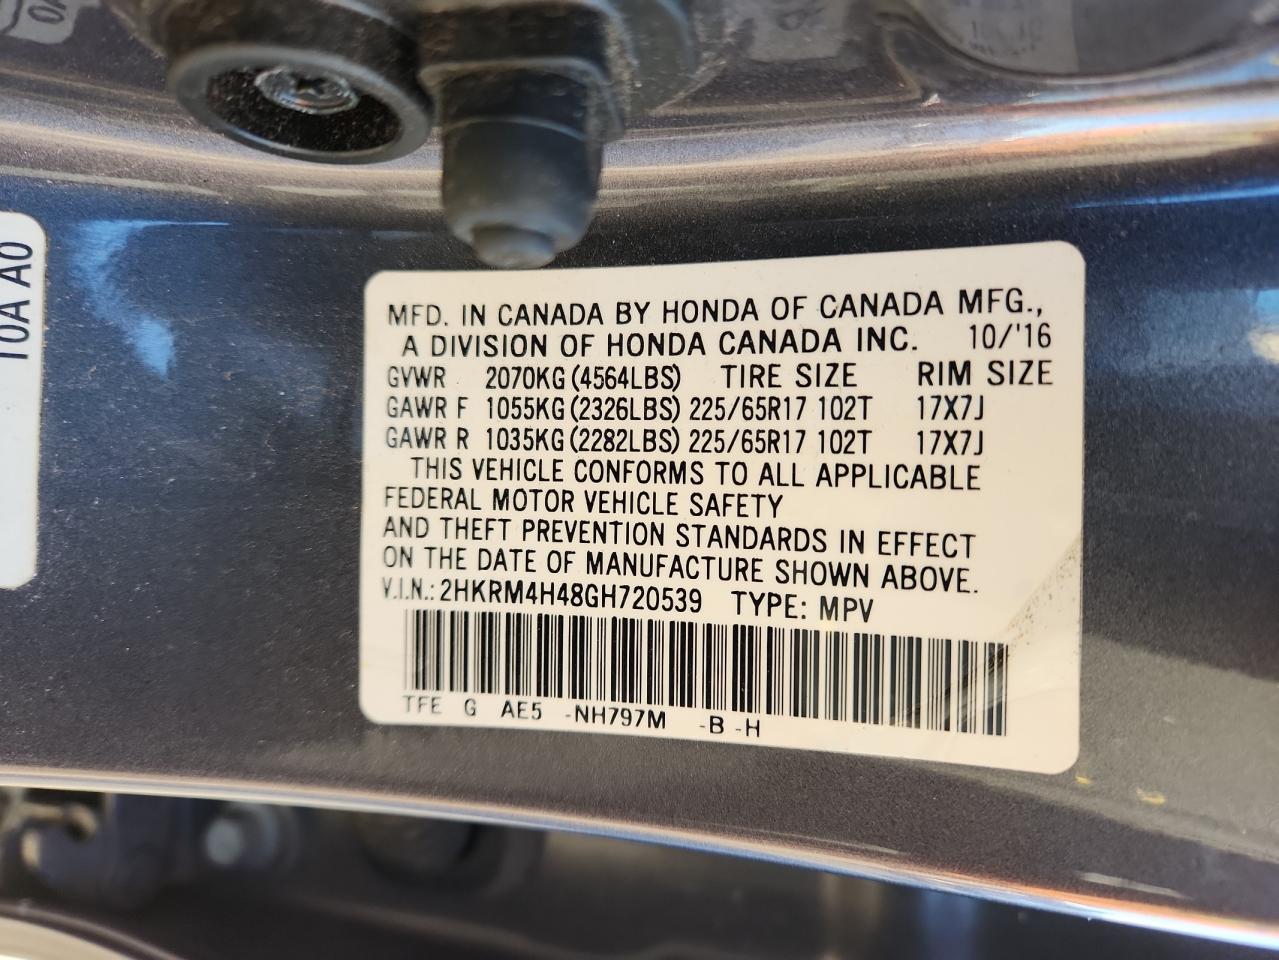 10A A0
MFD. IN CANADA BY HONDA OF CANADA MFG.,
A DIVISION OF HONDA CANADA INC. 10/'16
GVWR 2070KG (4564LBS) TIRE SIZE RIM SIZE
GAWR F 1055KG (2326LBS) 225/65R17 102T 17X7J
GAWR R 1035KG (2282LBS) 225/65R17 102T 17X7J
THIS VEHICLE CONFORMS TO ALL APPLICABLE
FEDERAL MOTOR VEHICLE SAFETY
AND THEFT PREVENTION STANDARDS IN EFFECT
ON THE DATE OF MANUFACTURE SHOWN ABOVE.
V.I.N.: 2HKRM4H48GH720539 TYPE: MPV
TFE G AE5 -NH797M -B -H